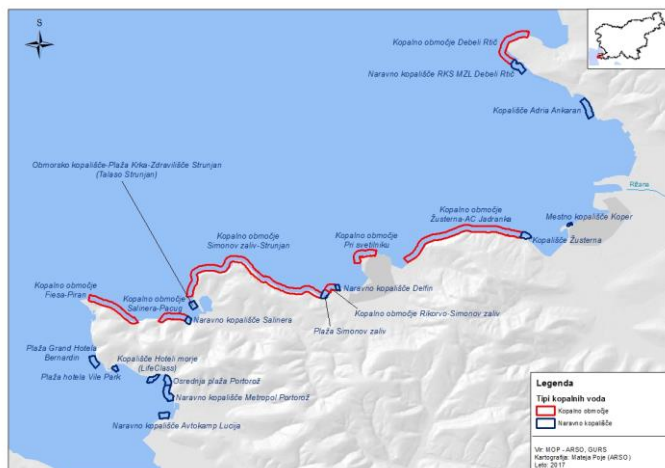 S
Kopalno območje Debeli Rtič
Naravno kopališče RKS MZL Debeli Rtič
Kopališče Adria Ankaran
Obmorsko kopališče-Plaža Krka-Zdravilišče Strunjan
(Talaso Strunjan)
Rižana
Kopalno območje
Žusterna-AC Jadranka
Mestno kopališče Koper
Kopalno območje
Simonov zaliv-Strunjan
Kopalno območje
Pri svetilniku
Kopališče Žusterna
Kopalno območje
Fiesa-Piran
Kopalno območje
Salinera-Pacug
Naravno kopališče Delfin
Kopalno območje Rikorvo-Simonov zaliv
Naravno kopališče Salinera
Plaža Simonov zaliv
Plaža Grand Hotela
Bernardin
Kopališče Hoteli morje
(LifeClass)
Plaža hotela Vile Park
Osrednja plaža Portorož
Naravno kopališče Metropol Portorož
Naravno kopališče Avtokamp Lucija
Legenda
Tipi kopalnih voda
Kopalno območje
Naravno kopališče
Vir: MOP - ARSO, GURS
Kartografija: Mateja Poje (ARSO)
Leto: 2017